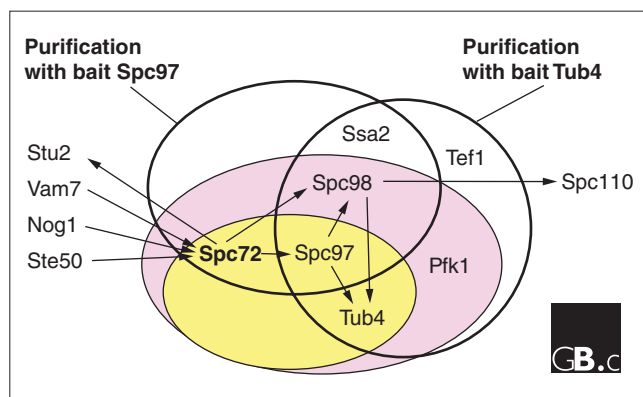 Purification
with bait Spc97
Purification
with bait Tub4
Ssa2
Tef1
Stu2
Vam7
Nog1
Ste50
Spc98
Spc110
Spc72
Spc97
Pfk1
Tub4
GB.c